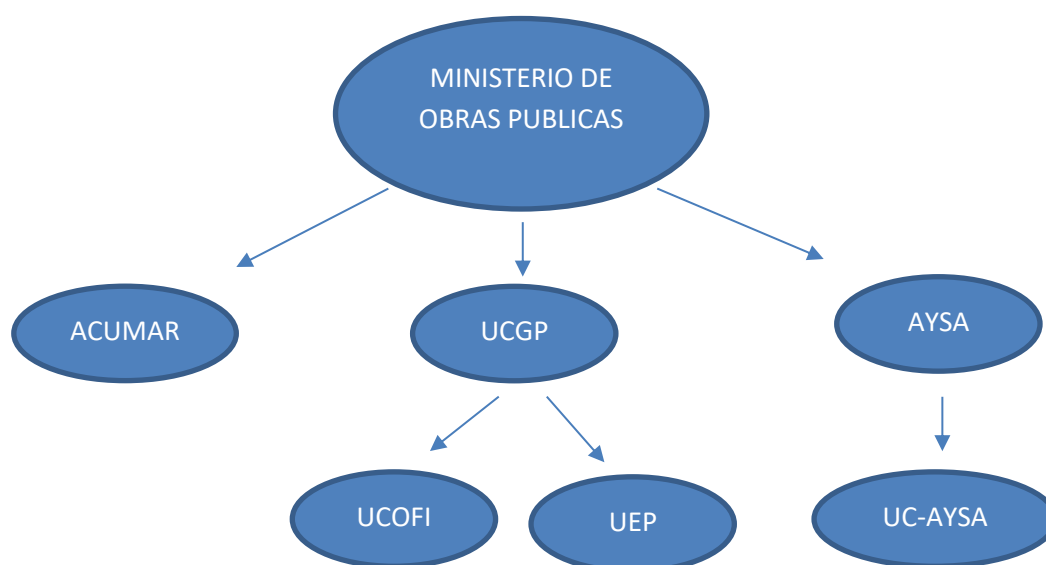 MINISTERIO DE
OBRAS PUBLICAS
ACUMAR
UCGP
AYSA
UCOFI
UEP
UC-AYSA